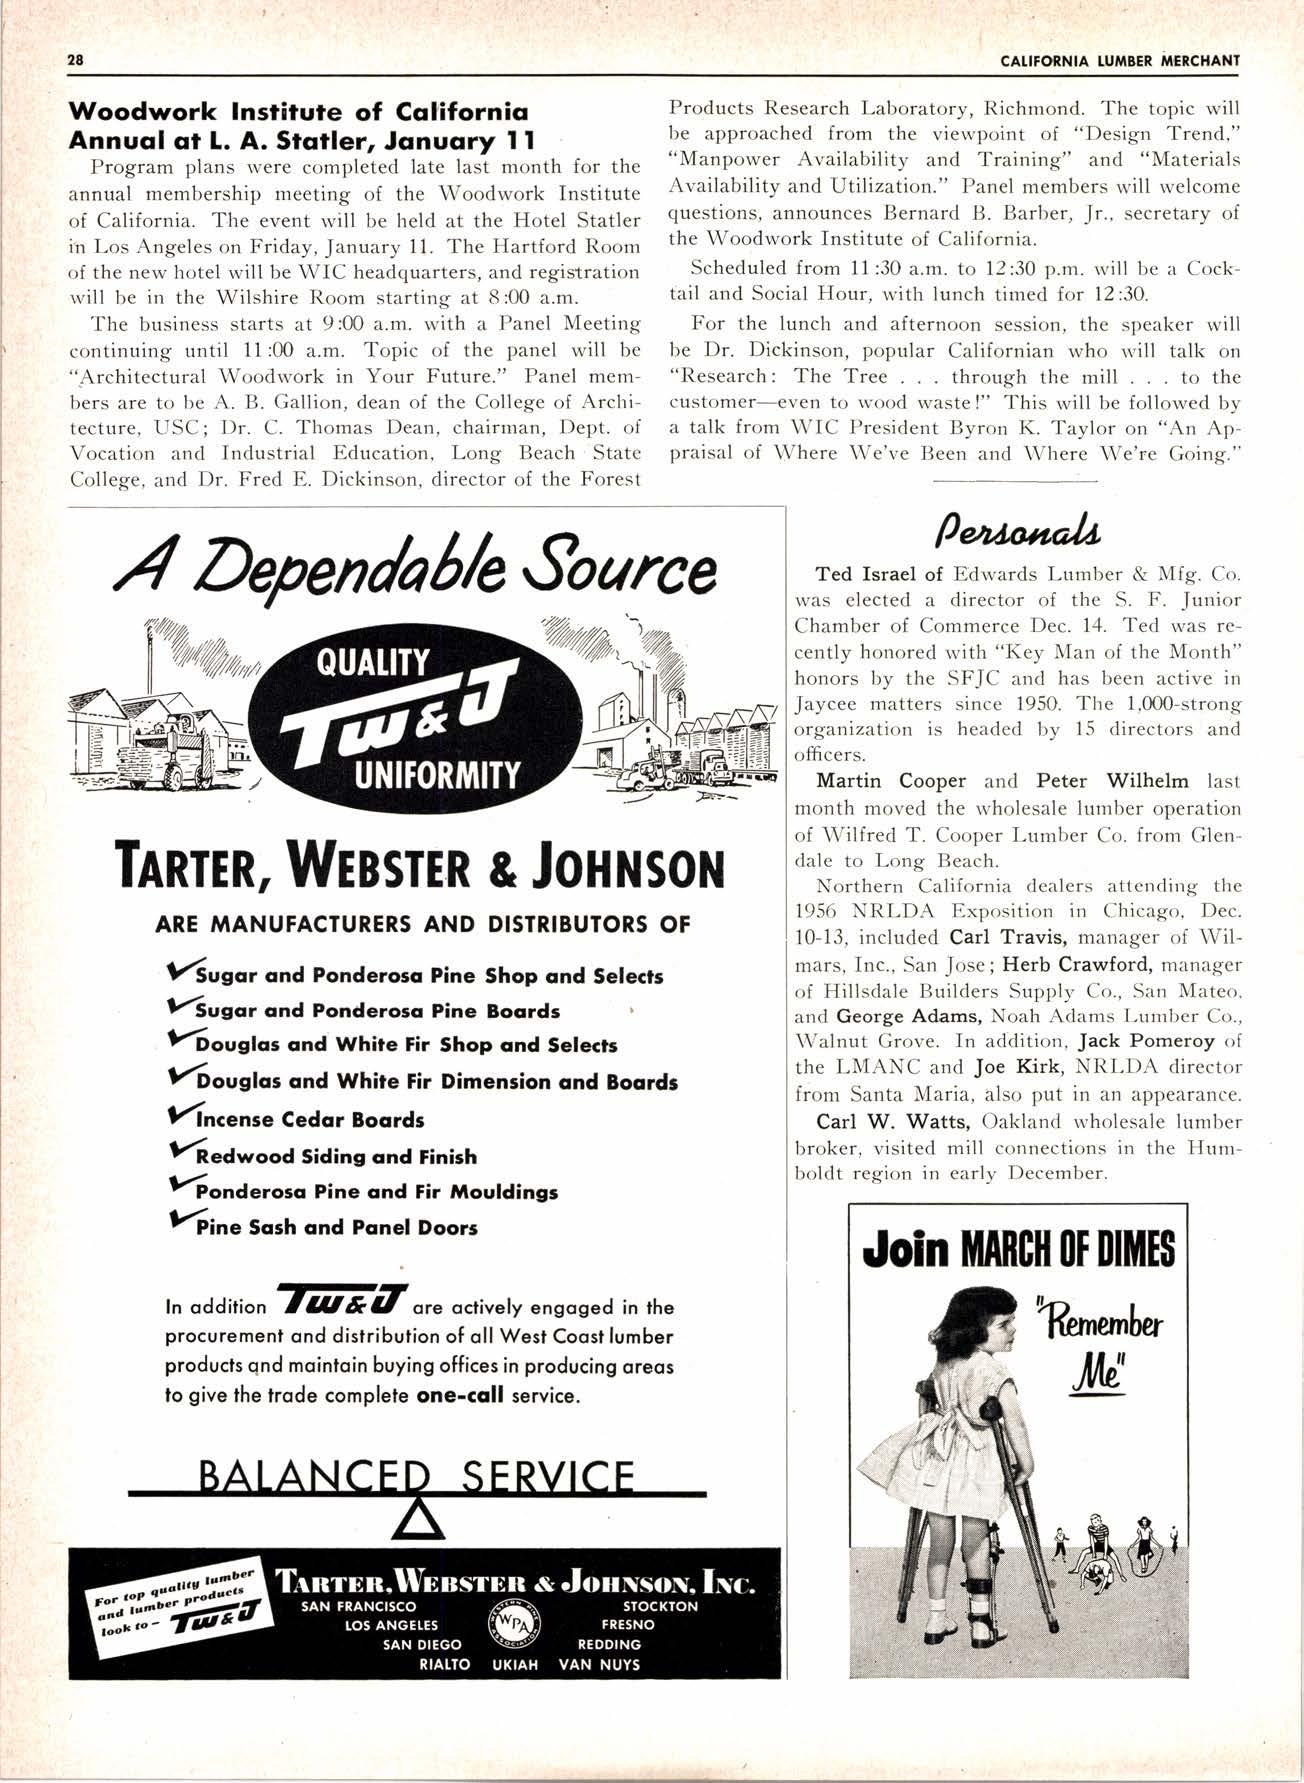 28
CALIFORNIA LUMBER MERCHANT
Woodwork Institute of California
Annual at L. A. Statler, January 11
Program plans were completed late last month for the
annual membership meeting of the Woodwork Institute
of California. The event will be held at the Hotel Statler
in Los Angeles on Friday, January 11. The Hartford Room
of the new hotel will be WIC headquarters, and registration
will be in the Wilshire Room starting at 8:00 a.m.
The business starts at 9:00 a.m. with a Panel Meeting
continuing until 11:00 a.m. Topic of the panel will be
“Architectural Woodwork in Your Future.” Panel mem-
bers are to be A. B. Gallion, dean of the College of Archi-
tecture, USC; Dr. C. Thomas Dean, chairman, Dept. of
Vocation and Industrial Education, Long Beach State
College, and Dr. Fred E. Dickinson, director of the Forest
Products Research Laboratory, Richmond. The topic will
be approached from the viewpoint of “Design Trend,”
“Manpower Availability and Training” and “Materials
Availability and Utilization.” Panel members will welcome
questions, announces Bernard B. Barber, Jr., secretary of
the Woodwork Institute of California.
Scheduled from 11:30 a.m. to 12:30 p.m. will be a Cock-
tail and Social Hour, with lunch timed for 12:30.
For the lunch and afternoon session, the speaker will
be Dr. Dickinson, popular Californian who will talk on
“Research: The Tree . . . through the mill . . . to the
customer—even to wood waste!” This will be followed by
a talk from WIC President Byron K. Taylor on “An Ap-
praisal of Where We’ve Been and Where We’re Going.”
A Dependable Source
QUALITY
TW&J
UNIFORMITY
TARTER, WEBSTER & JOHNSON
ARE MANUFACTURERS AND DISTRIBUTORS OF
Sugar and Ponderosa Pine Shop and Selects
Sugar and Ponderosa Pine Boards
Douglas and White Fir Shop and Selects
Douglas and White Fir Dimension and Boards
Incense Cedar Boards
Redwood Siding and Finish
Ponderosa Pine and Fir Mouldings
Pine Sash and Panel Doors
In addition TW&J are actively engaged in the
procurement and distribution of all West Coast lumber
products and maintain buying offices in producing areas
to give the trade complete one-call service.
BALANCED SERVICE
For top quality lumber
and lumber products
look to – TW&J
TARTER, WEBSTER & JOHNSON, INC.
SAN FRANCISCO STOCKTON
LOS ANGELES FRESNO
SAN DIEGO REDDING
RIALTO UKIAH VAN NUYS
WESTERN PINE ASSOCIATION
WPA
Personals
Ted Israel of Edwards Lumber & Mfg. Co.
was elected a director of the S. F. Junior
Chamber of Commerce Dec. 14. Ted was re-
cently honored with “Key Man of the Month”
honors by the SFJC and has been active in
Jaycee matters since 1950. The 1,000-strong
organization is headed by 15 directors and
officers.
Martin Cooper and Peter Wilhelm last
month moved the wholesale lumber operation
of Wilfred T. Cooper Lumber Co. from Glen-
dale to Long Beach.
Northern California dealers attending the
1956 NRLDA Exposition in Chicago, Dec.
10-13, included Carl Travis, manager of Wil-
mars, Inc., San Jose; Herb Crawford, manager
of Hillsdale Builders Supply Co., San Mateo,
and George Adams, Noah Adams Lumber Co.,
Walnut Grove. In addition, Jack Pomeroy of
the LMANC and Joe Kirk, NRLDA director
from Santa Maria, also put in an appearance.
Carl W. Watts, Oakland wholesale lumber
broker, visited mill connections in the Hum-
boldt region in early December.
Join MARCH OF DIMES
"Remember
Me"